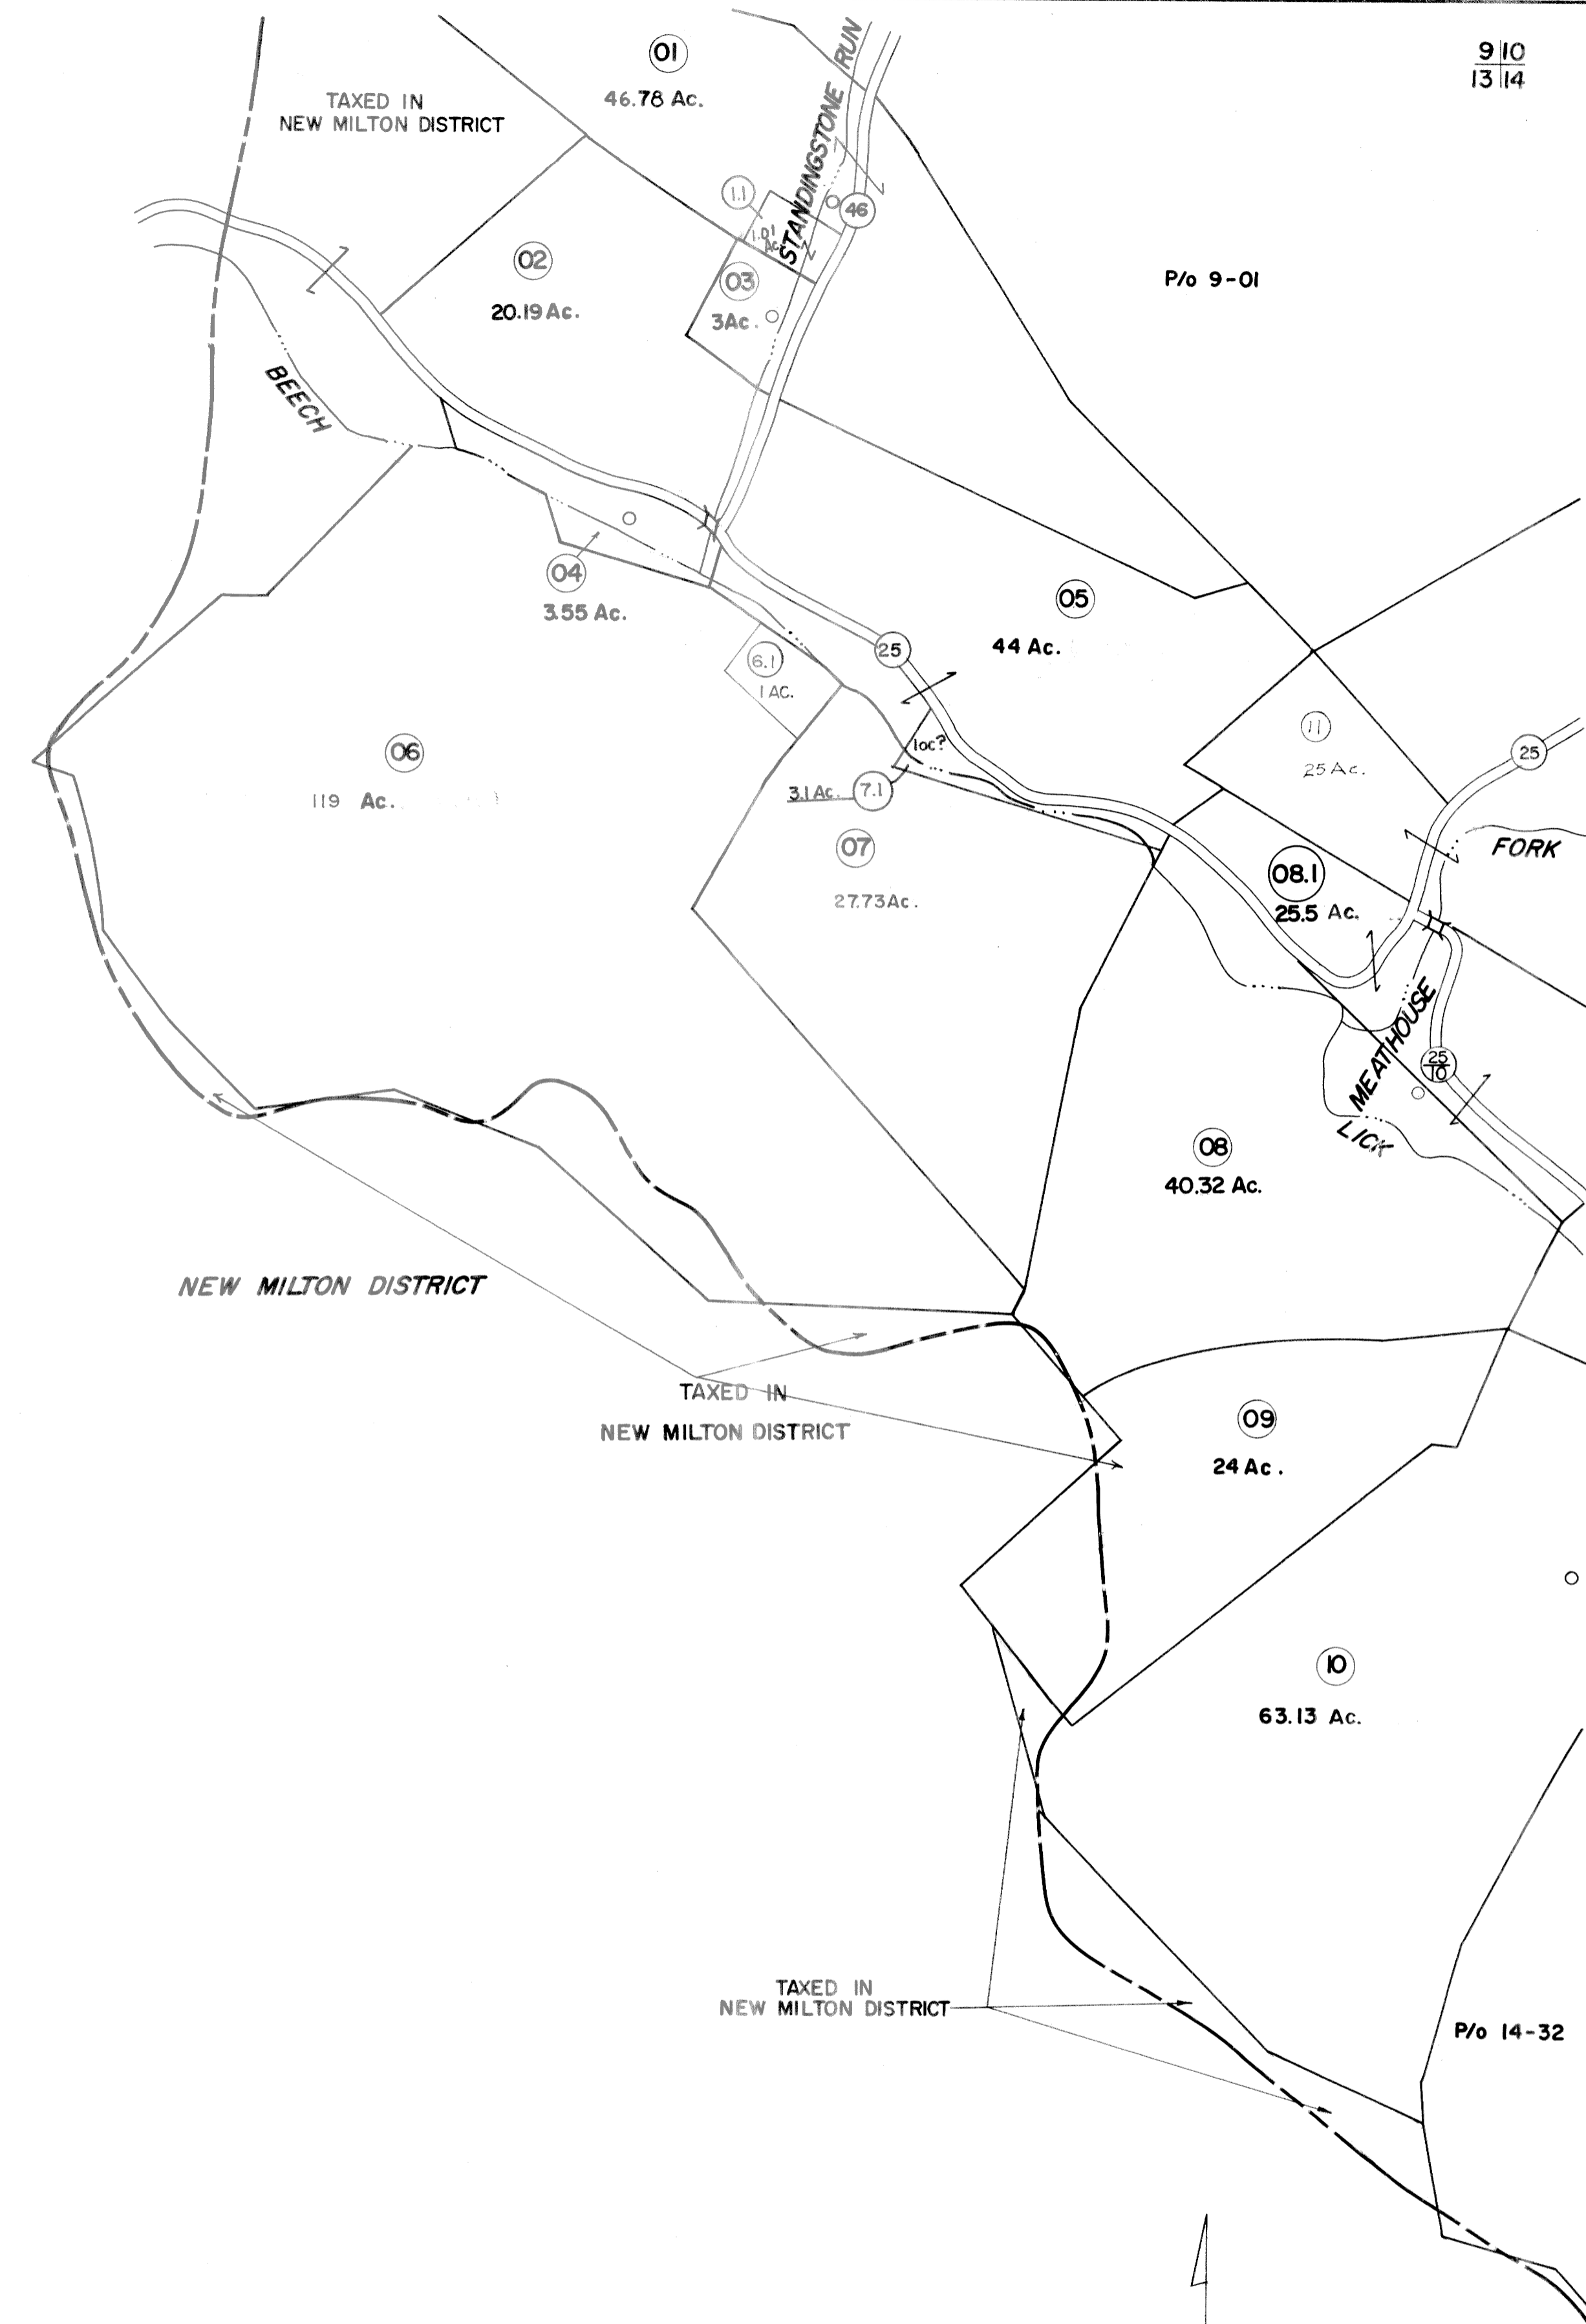 9 10
13 14
01
46.78 Ac.
STANDINGSTONE RUN
TAXED IN
NEW MILTON DISTRICT
1.1
1.01
Ac.
46
02
20.19 Ac.
03
3Ac.
P/o 9-01
BEECH
04
3.55 Ac.
05
44 Ac.
25
6.1
1 AC.
11
25 Ac.
25
loc?
06
119 Ac.
3.1 Ac. 7.1
07
27.73 Ac.
FORK
08.1
25.5 Ac.
MEATHOUSE
LICK
25
10
08
40.32 Ac.
NEW MILTON DISTRICT
TAXED IN
NEW MILTON DISTRICT
09
24 Ac.
10
63.13 Ac.
TAXED IN
NEW MILTON DISTRICT
P/o 14-32